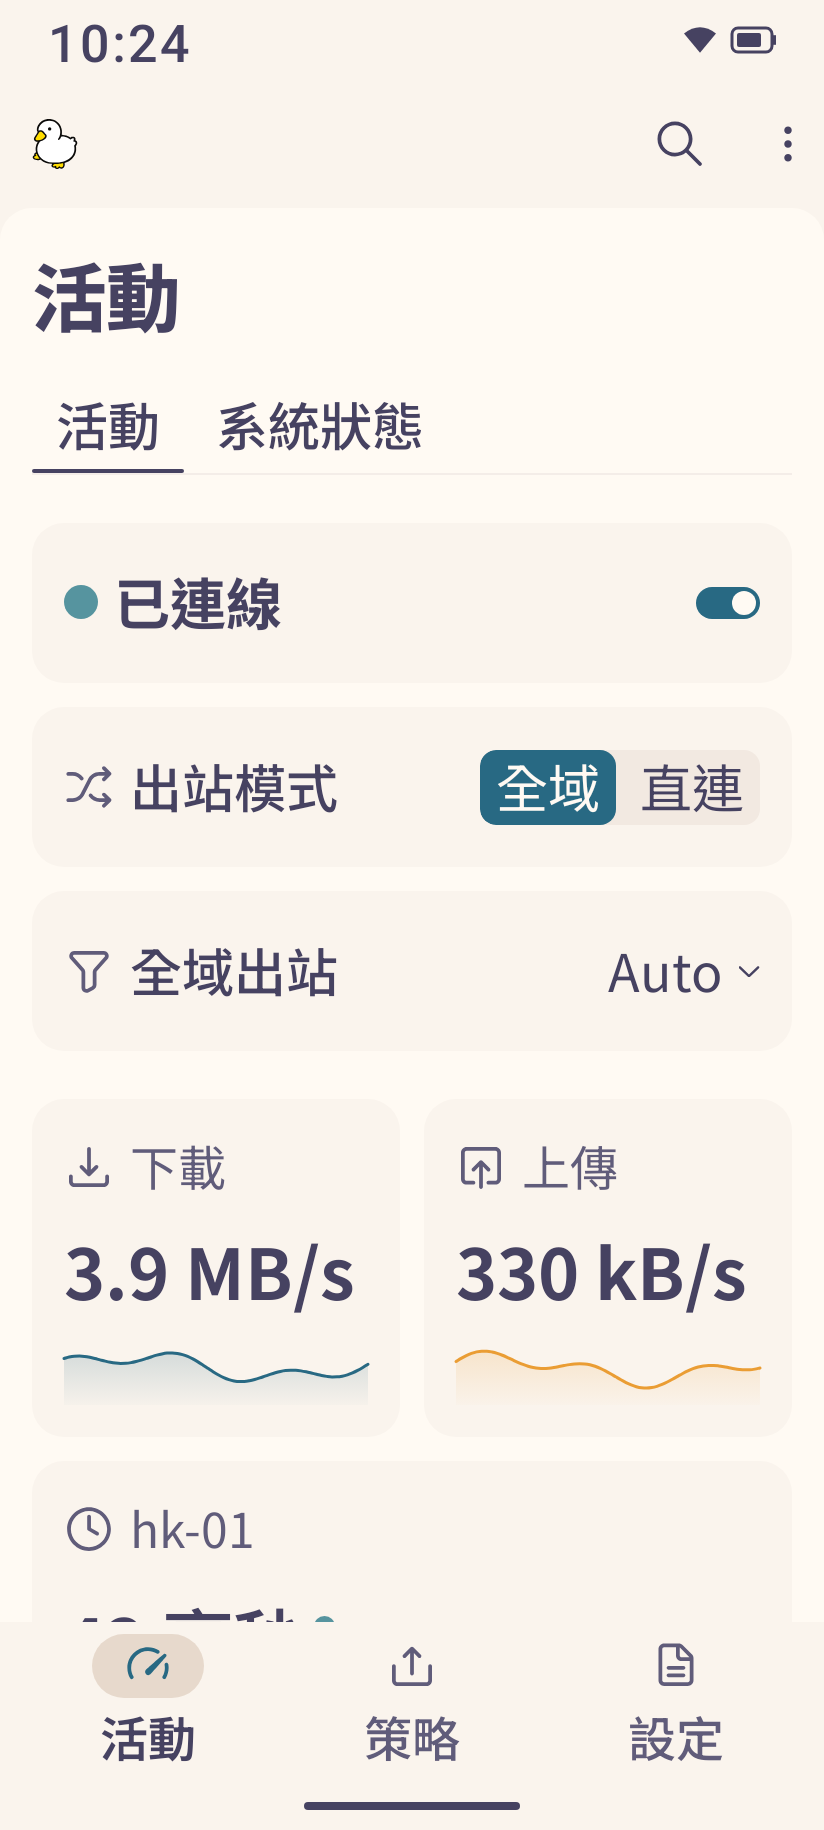 10:24
活動
活動 系統狀態
已連線
出站模式 全域 直連
全域出站 Auto
下載 上傳
3.9 MB/s 330 kB/s
hk-01
活動 策略 設定